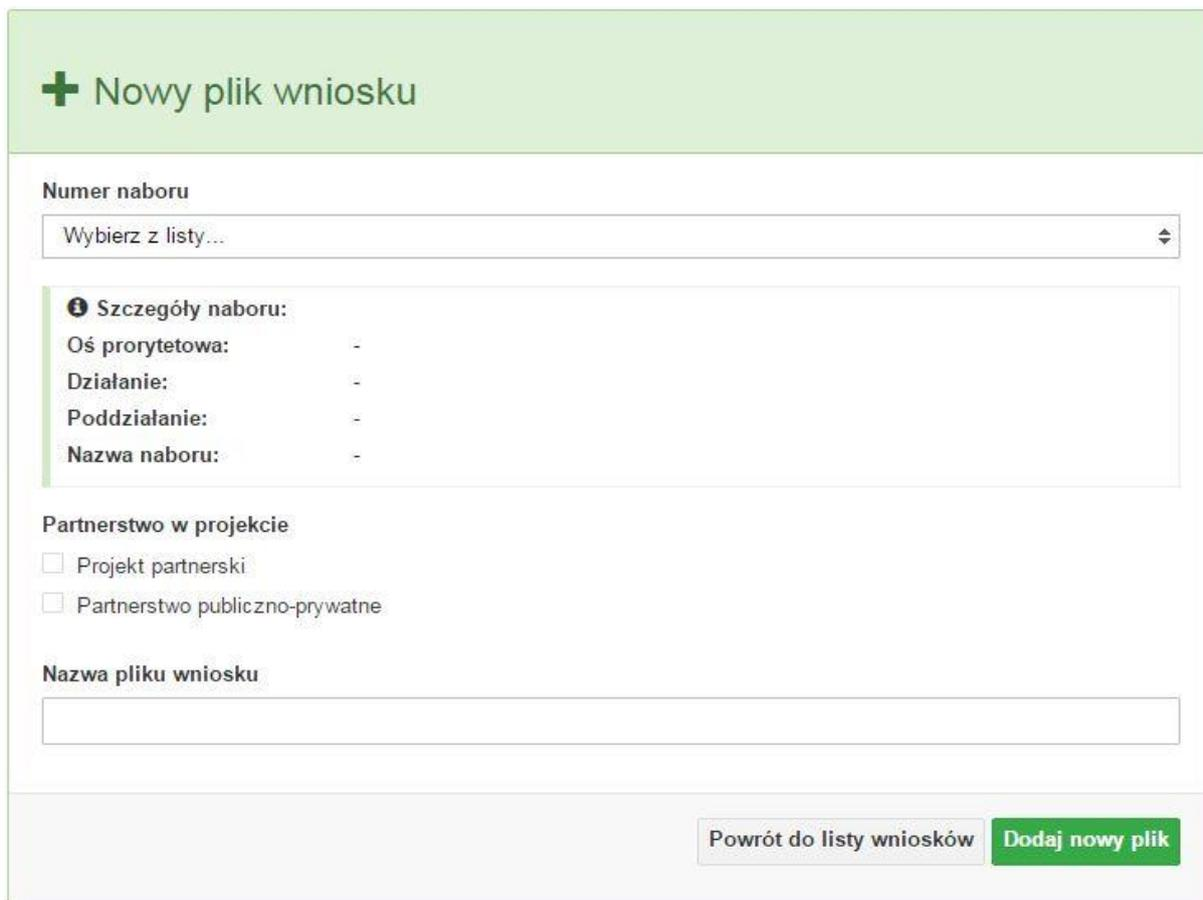 Nowy plik wniosku
Numer naboru
Wybierz z listy...
Szczegóły naboru:
Oś prorytetowa: -
Działanie: -
Poddziałanie: -
Nazwa naboru: -
Partnerstwo w projekcie
Projekt partnerski
Partnerstwo publiczno-prywatne
Nazwa pliku wniosku
Powrót do listy wniosków Dodaj nowy plik